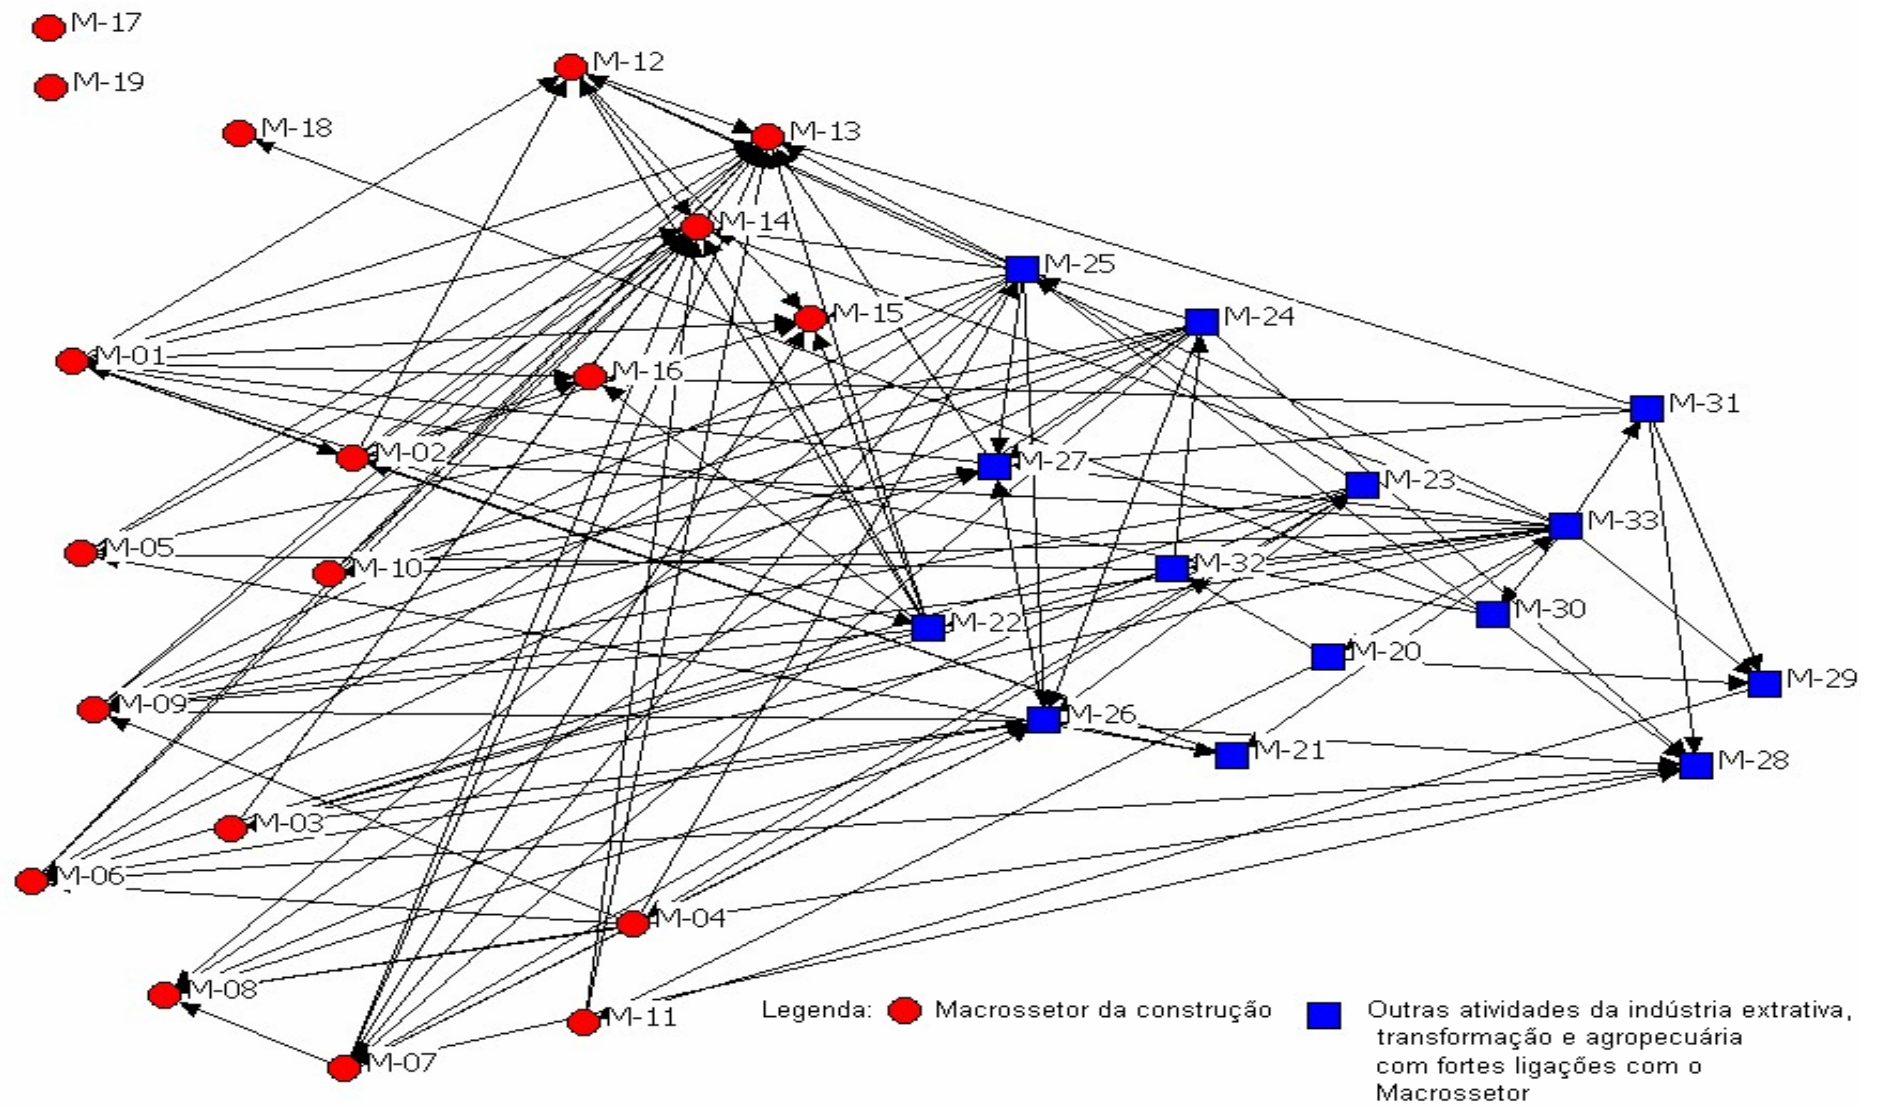 M-17
M-12
M-19
M-18
M-13
M-14
M-25
M-15
M-24
M-01
M-16
M-31
M-02
M-27
M-23
M-33
M-05
M-10
M-32
M-30
M-22
M-20
M-29
M-09
M-26
M-21
M-28
M-03
M-06
M-04
M-08
M-11
M-07
Legenda: Macrossetor da construção
Outras atividades da indústria extrativa,
transformação e agropecuária
com fortes ligações com o
Macrossetor